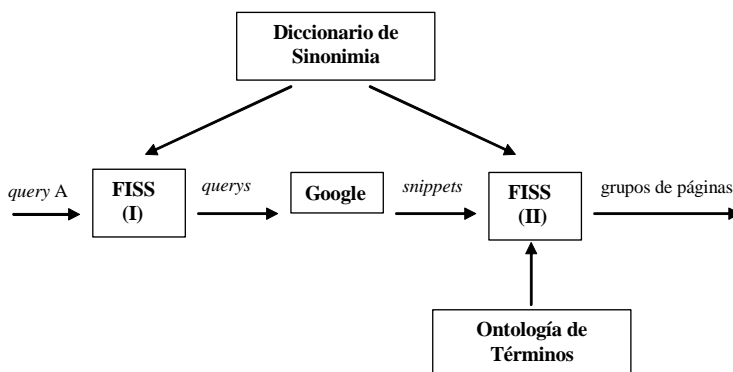 Diccionario de
Sinonimia
query A
FISS
(I)
querys
Google
snippets
FISS
(II)
grupos de páginas
Ontología de
Términos